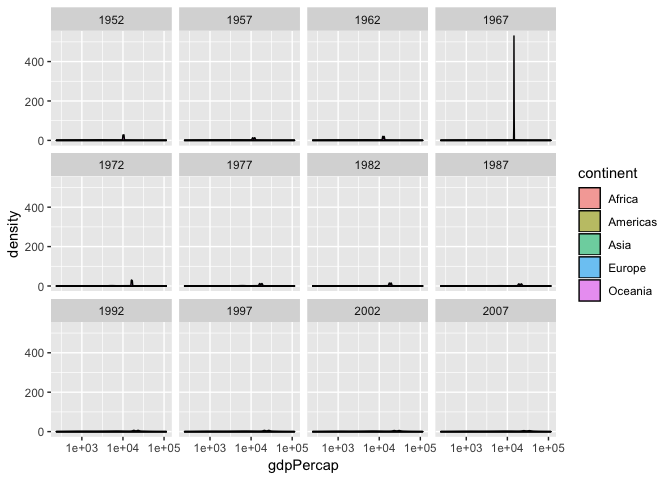 1952 1957 1962 1967
400
200
0
1972 1977 1982 1987
400
200
0
1992 1997 2002 2007
400
200
0
1e+03 1e+04 1e+05 1e+03 1e+04 1e+05 1e+03 1e+04 1e+05 1e+03 1e+04 1e+05
gdpPercap
density
continent
Africa
Americas
Asia
Europe
Oceania